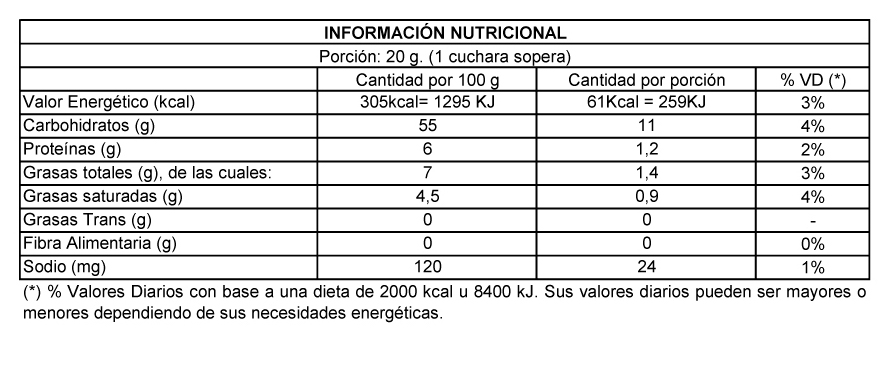 INFORMACIÓN NUTRICIONAL
Porción: 20 g. (1 cuchara sopera)
Cantidad por 100 g Cantidad por porción % VD (*)
Valor Energético (kcal) 305kcal= 1295 KJ 61Kcal = 259KJ 3%
Carbohidratos (g) 55 11 4%
Proteínas (g) 6 1,2 2%
Grasas totales (g), de las cuales: 7 1,4 3%
Grasas saturadas (g) 4,5 0,9 4%
Grasas Trans (g) 0 0 -
Fibra Alimentaria (g) 0 0 0%
Sodio (mg) 120 24 1%
(*) % Valores Diarios con base a una dieta de 2000 kcal u 8400 kJ. Sus valores diarios pueden ser mayores o
menores dependiendo de sus necesidades energéticas.